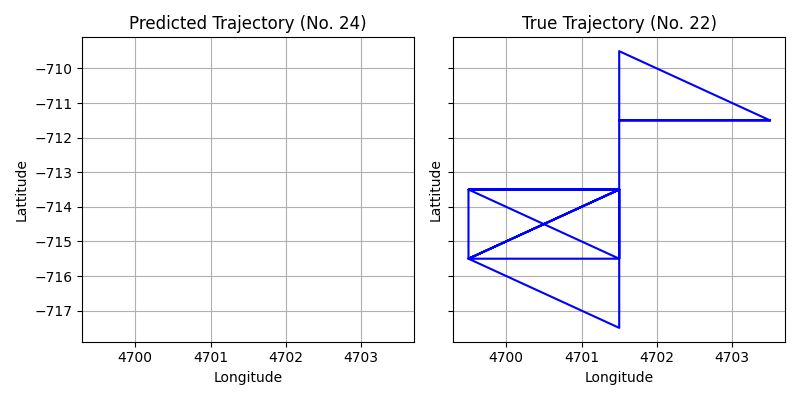 Predicted Trajectory (No. 24)
Lattitude
−710
−711
−712
−713
−714
−715
−716
−717
4700 4701 4702 4703
Longitude
True Trajectory (No. 22)
Lattitude
4700 4701 4702 4703
Longitude